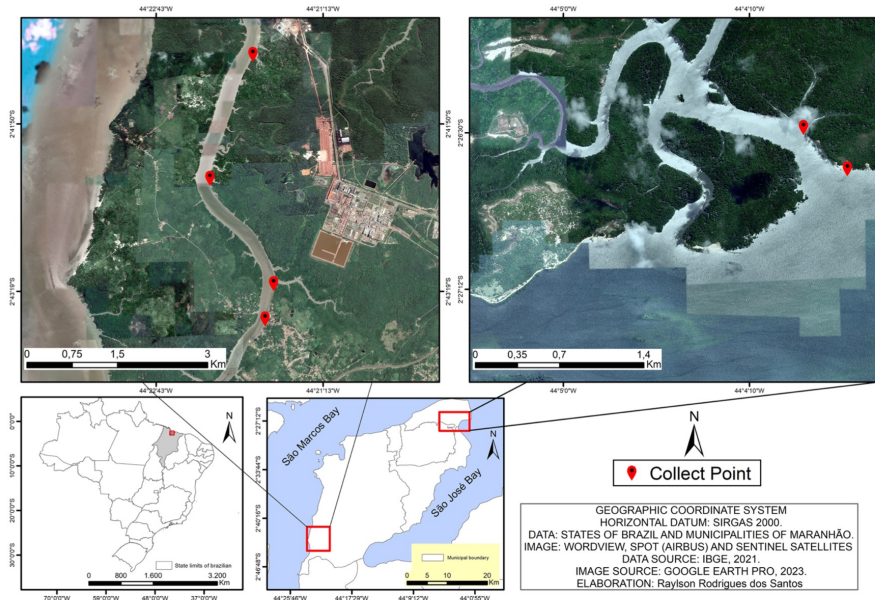 44°22'43"W 44°21'13"W
44°5'0"W 44°4'10"W
2°41'50"S 2°41'50"S
2°26'30"S
2°43'19"S 2°43'19"S
2°27'12"S
0 0,75 1,5 3
Km
0 0,35 0,7 1,4
Km
44°22'43"W 44°21'13"W
44°5'0"W 44°4'10"W
N
0°0'
10°0'0"S
20°0'0"S
30°0'0"S
State limits of brazilian
0 800 1.600 3.200
Km
70°0'0"W 59°0'0"W 48°0'0"W 37°0'0"W
São Marcos Bay
São José Bay
N
2°27'12"S
2°33'44"S
2°40'16"S
2°46'48"S
Municipal boundary
0 5 10 20
Km
44°25'46"W 44°17'29"W 44°9'12"W 44°0'55"W
N
Collect Point
GEOGRAPHIC COORDINATE SYSTEM
HORIZONTAL DATUM: SIRGAS 2000.
DATA: STATES OF BRAZIL AND MUNICIPALITIES OF MARANHÃO.
IMAGE: WORDVIEW, SPOT (AIRBUS) AND SENTINEL SATELLITES
DATA SOURCE: IBGE, 2021.
IMAGE SOURCE: GOOGLE EARTH PRO, 2023.
ELABORATION: Raylson Rodrigues dos Santos